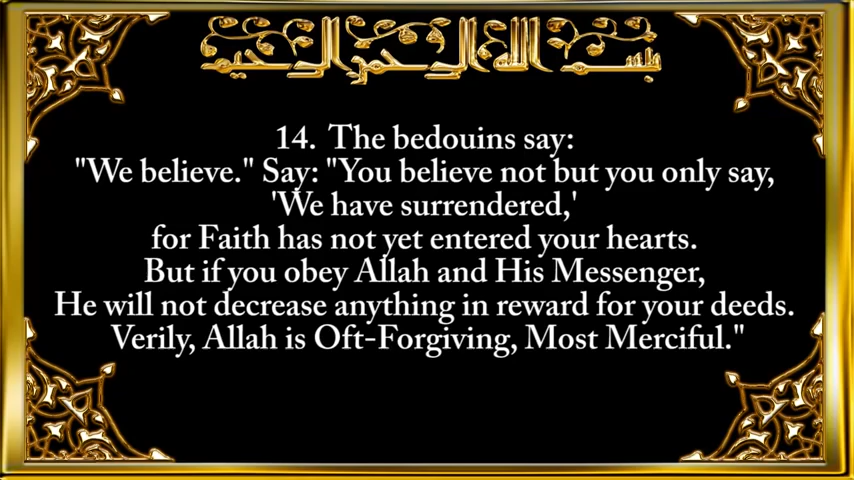 بسم الله الرحمن الرحيم
14. The bedouins say:
"We believe." Say: "You believe not but you only say,
'We have surrendered,'
for Faith has not yet entered your hearts.
But if you obey Allah and His Messenger,
He will not decrease anything in reward for your deeds.
Verily, Allah is Oft-Forgiving, Most Merciful."